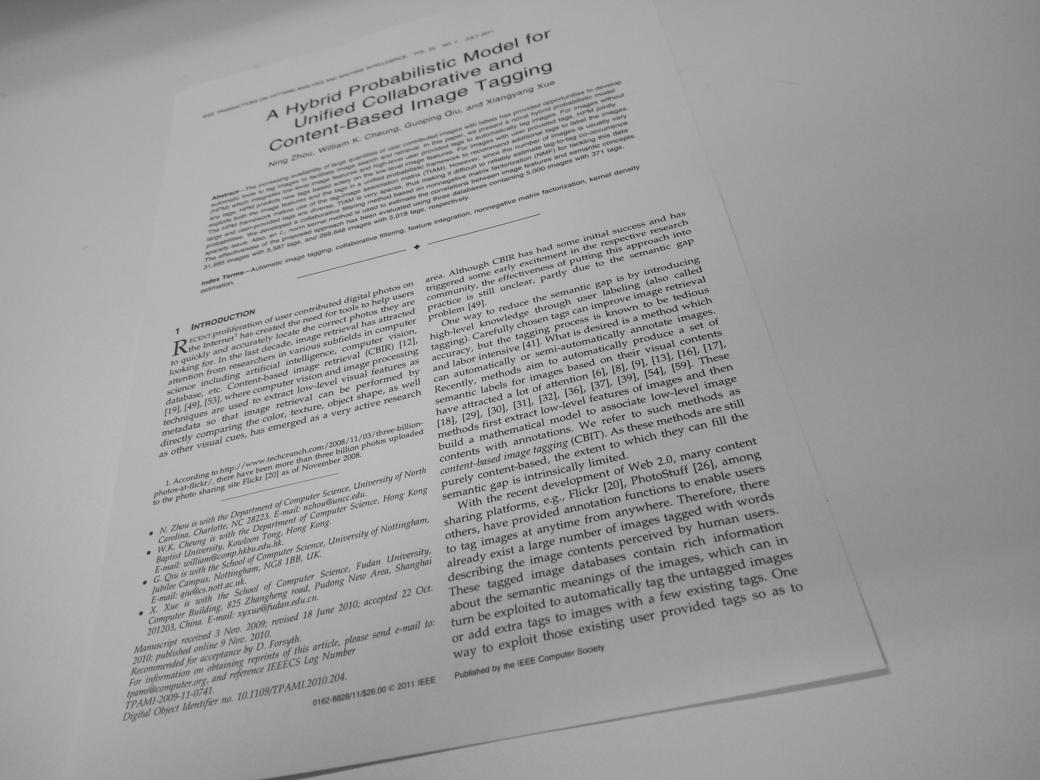 IEEE TRANSACTIONS ON PATTERN ANALYSIS AND MACHINE INTELLIGENCE, VOL. 33, NO. 7, JULY 2011
A Hybrid Probabilistic Model for
Unified Collaborative and
Content-Based Image Tagging
Ning Zhou, William K. Cheung, Guoping Qiu, and Xiangyang Xue
Abstract—The increasing availability of large quantities of user contributed images with labels has provided opportunities to develop
automatic tools to tag images to facilitate image search and retrieval. In this paper, we present a novel hybrid probabilistic model
(HPM) which integrates low-level image features and high-level user provided tags to automatically tag images. For images without
any tags, HPM predicts new tags based solely on the low-level image features. For images with user provided tags, HPM jointly
exploits both the image features and the tags in a unified probabilistic framework to recommend additional tags to label the images.
The HPM framework makes use of the tag-image association matrix (TIAM). However, since the number of images is usually very
large and user-provided tags are diverse, TIAM is very sparse, thus making it difficult to reliably estimate tag-to-tag co-occurrence
probabilities. We developed a collaborative filtering method based on nonnegative matrix factorization (NMF) for tackling this data
sparsity issue. Also, an L1 norm kernel method is used to estimate the correlations between image features and semantic concepts.
The effectiveness of the proposed approach has been evaluated using three databases containing 5,000 images with 371 tags,
31,695 images with 5,587 tags, and 269,648 images with 5,018 tags, respectively.
Index Terms—Automatic image tagging, collaborative filtering, feature integration, nonnegative matrix factorization, kernel density
estimation.
1 INTRODUCTION
RECENT proliferation of user contributed digital photos on
the Internet1 has created the need for tools to help users
to quickly and accurately locate the correct photos they are
looking for. In the last decade, image retrieval has attracted
attention from researchers in various subfields in computer
science including artificial intelligence, computer vision,
database, etc. Content-based image retrieval (CBIR) [12],
[19], [49], [53], where computer vision and image processing
techniques are used to extract low-level visual features as
metadata so that image retrieval can be performed by
directly comparing the color, texture, object shape, as well
as other visual cues, has emerged as a very active research
1. According to http://www.techcrunch.com/2008/11/03/three-billion-
photos-at-flickr/, there have been more than three billion photos uploaded
to the photo sharing site Flickr [20] as of November 2008.
• N. Zhou is with the Department of Computer Science, University of North
Carolina, Charlotte, NC 28223. E-mail: nzhou@uncc.edu.
• W.K. Cheung is with the Department of Computer Science, Hong Kong
Baptist University, Kowloon Tong, Hong Kong.
E-mail: william@comp.hkbu.edu.hk.
• G. Qiu is with the School of Computer Science, University of Nottingham,
Jubilee Campus, Nottingham, NG8 1BB, UK.
E-mail: qiu@cs.nott.ac.uk.
• X. Xue is with the School of Computer Science, Fudan University,
Computer Building, 825 Zhangheng road, Pudong New Area, Shanghai
201203, China. E-mail: xyxue@fudan.edu.cn.
Manuscript received 3 Nov. 2009; revised 18 June 2010; accepted 22 Oct.
2010; published online 9 Nov. 2010.
Recommended for acceptance by D. Forsyth.
For information on obtaining reprints of this article, please send e-mail to:
tpami@computer.org, and reference IEEECS Log Number
TPAMI-2009-11-0741.
Digital Object Identifier no. 10.1109/TPAMI.2010.204.
area. Although CBIR has had some initial success and has
triggered some early excitement in the respective research
community, the effectiveness of putting this approach into
practice is still unclear, partly due to the semantic gap
problem [49].
One way to reduce the semantic gap is by introducing
high-level knowledge through user labeling (also called
tagging). Carefully chosen tags can improve image retrieval
accuracy, but the tagging process is known to be tedious
and labor intensive [41]. What is desired is a method which
can automatically or semi-automatically annotate images.
Recently, methods aim to automatically produce a set of
semantic labels for images based on their visual contents
have attracted a lot of attention [6], [8], [9], [13], [16], [17],
[18], [29], [30], [31], [32], [36], [37], [39], [54], [59]. These
methods first extract low-level features of images and then
build a mathematical model to associate low-level image
contents with annotations. We refer to such methods as
content-based image tagging (CBIT). As these methods are still
purely content-based, the extent to which they can fill the
semantic gap is intrinsically limited.
With the recent development of Web 2.0, many content
sharing platforms, e.g., Flickr [20], PhotoStuff [26], among
others, have provided annotation functions to enable users
to tag images at anytime from anywhere. Therefore, there
already exist a large number of images tagged with words
describing the image contents perceived by human users.
These tagged image databases contain rich information
about the semantic meanings of the images, which can in
turn be exploited to automatically tag the untagged images
or add extra tags to images with a few existing tags. One
way to exploit those existing user provided tags so as to
0162-8828/11/$26.00 © 2011 IEEE
Published by the IEEE Computer Society